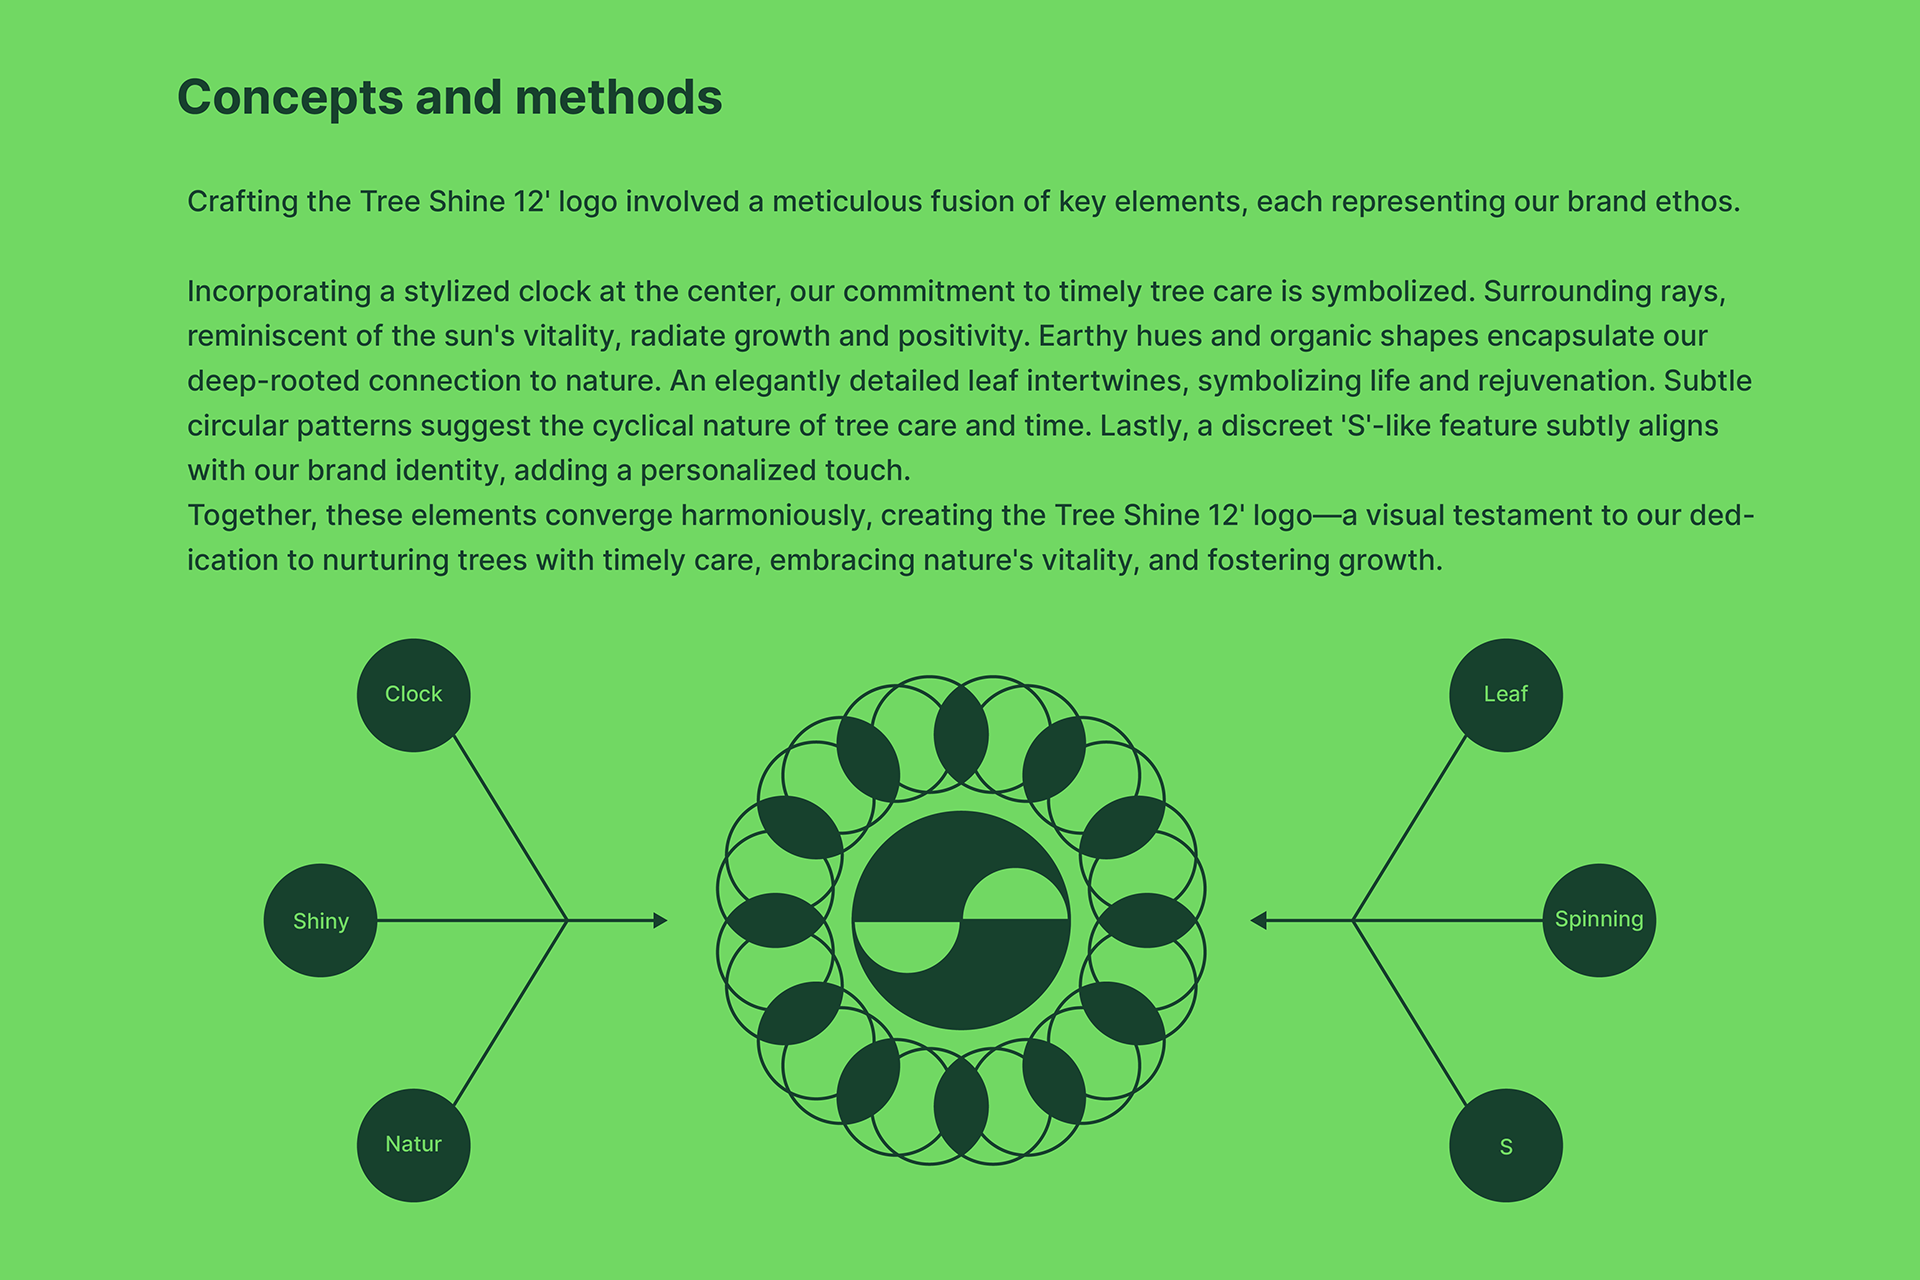 Concepts and methods
Crafting the Tree Shine 12' logo involved a meticulous fusion of key elements, each representing our brand ethos.
Incorporating a stylized clock at the center, our commitment to timely tree care is symbolized. Surrounding rays,
reminiscent of the sun's vitality, radiate growth and positivity. Earthy hues and organic shapes encapsulate our
deep-rooted connection to nature. An elegantly detailed leaf intertwines, symbolizing life and rejuvenation. Subtle
circular patterns suggest the cyclical nature of tree care and time. Lastly, a discreet 'S'-like feature subtly aligns
with our brand identity, adding a personalized touch.
Together, these elements converge harmoniously, creating the Tree Shine 12' logo—a visual testament to our ded-
ication to nurturing trees with timely care, embracing nature's vitality, and fostering growth.
Clock
Shiny
Natur
Leaf
Spinning
S